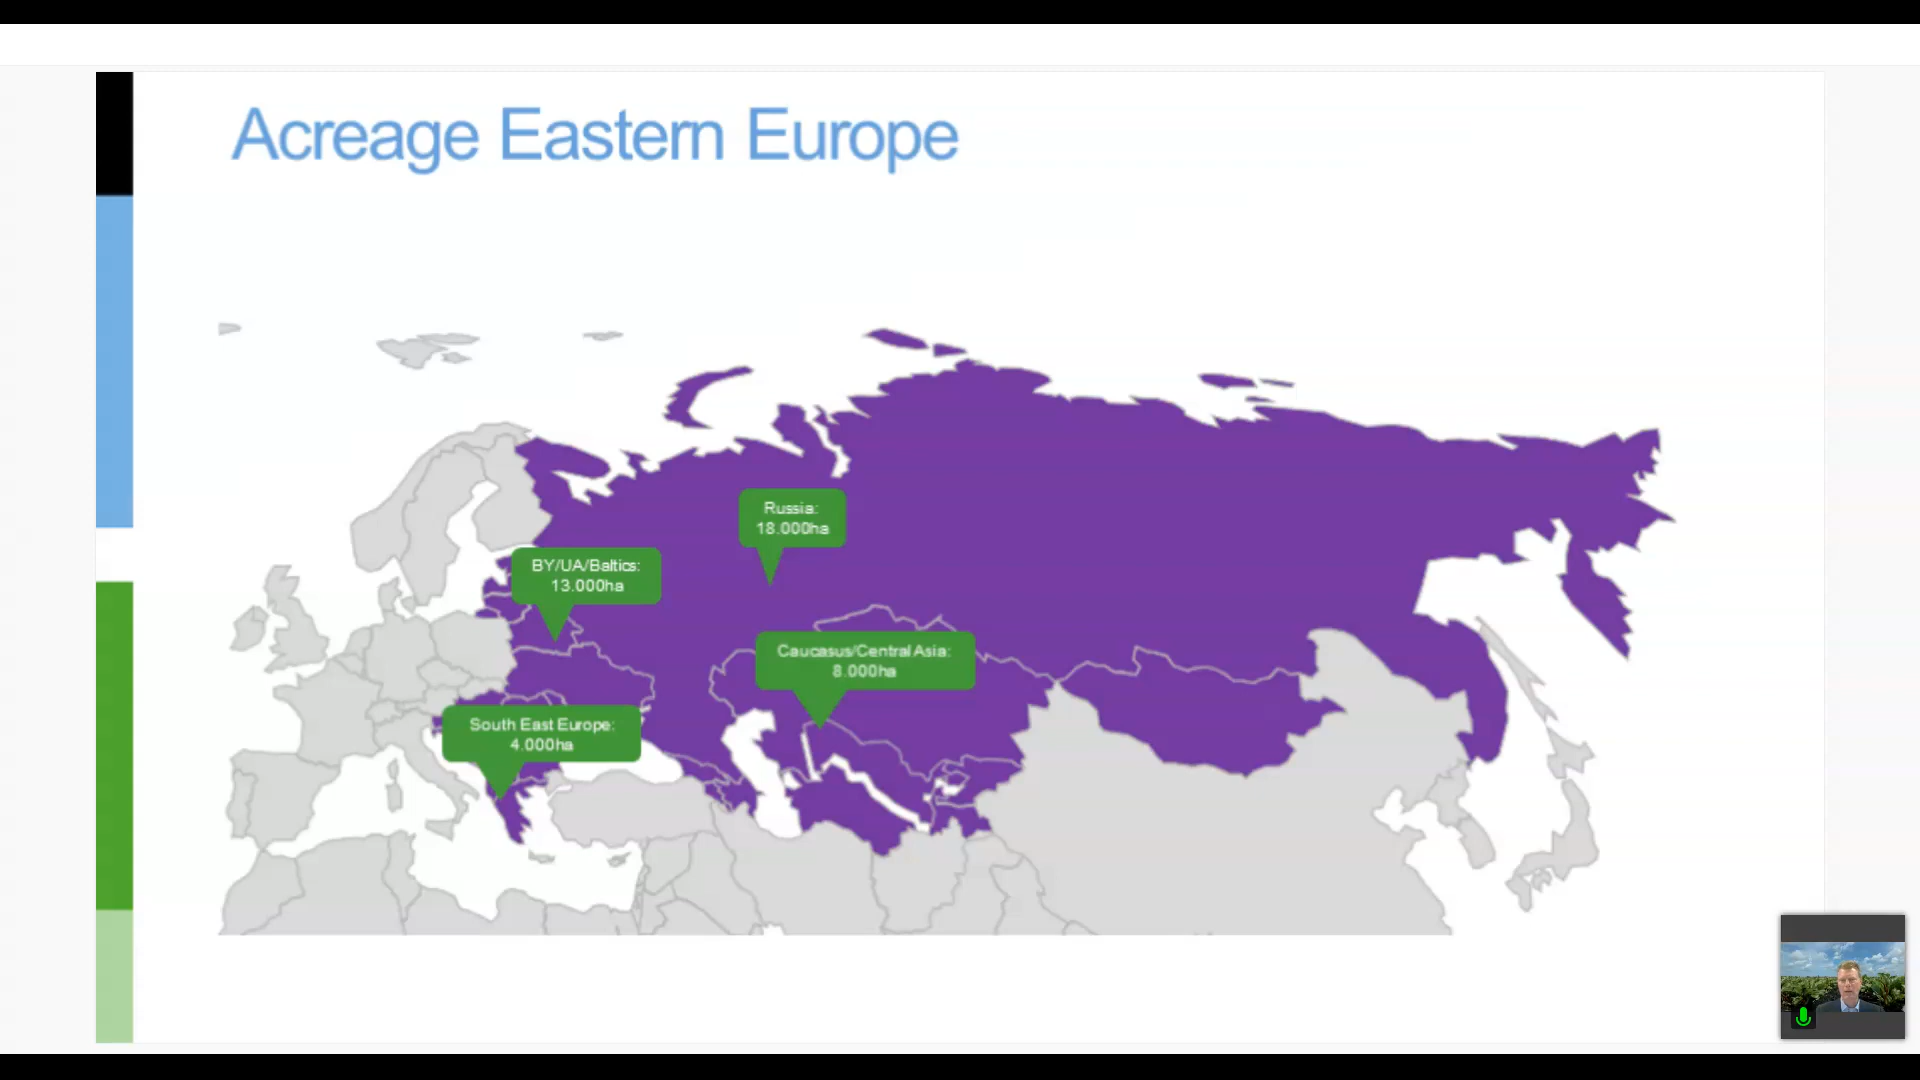 Acreage Eastern Europe
Russia:
18.000ha
BY/UA/Baltics:
13.000ha
Caucasus/Central Asia:
8.000ha
South East Europe:
4.000ha